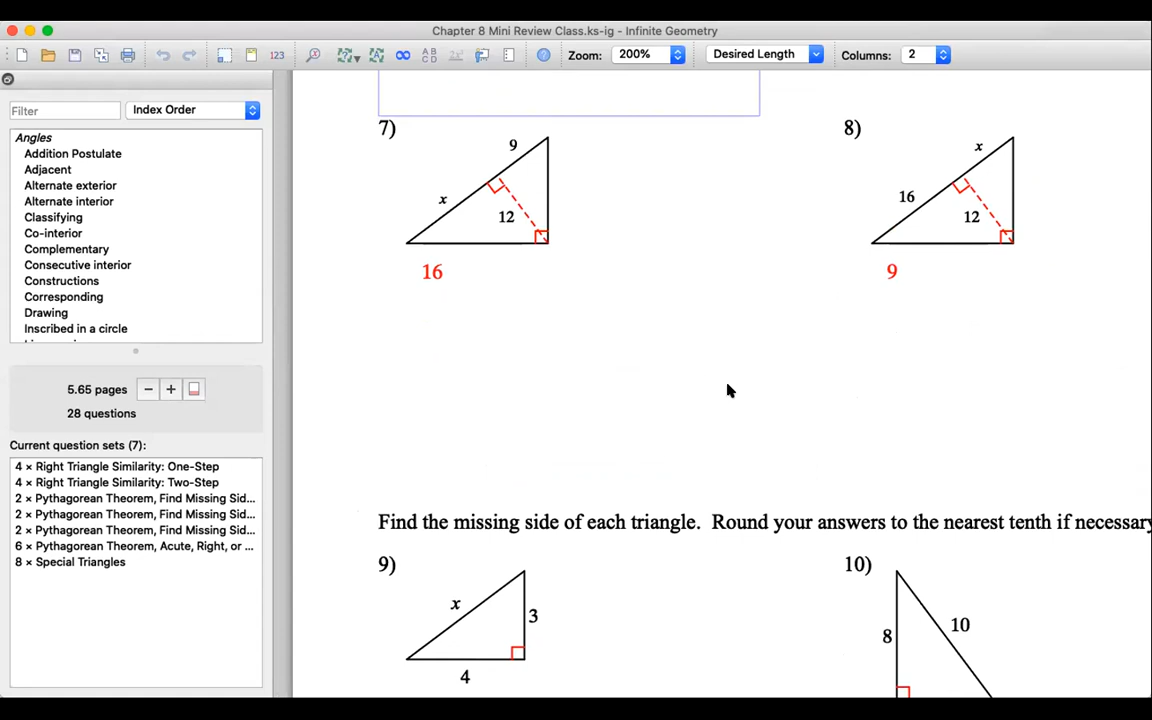 Chapter 8 Mini Review Class.ks-ig - Infinite Geometry
123
A B
C D
?
Zoom: 200% Desired Length Columns: 2
Filter Index Order
Angles
Addition Postulate
Adjacent
Alternate exterior
Alternate interior
Classifying
Co-interior
Complementary
Consecutive interior
Constructions
Corresponding
Drawing
Inscribed in a circle
5.65 pages − +
28 questions
Current question sets (7):
4 × Right Triangle Similarity: One-Step
4 × Right Triangle Similarity: Two-Step
2 × Pythagorean Theorem, Find Missing Sid...
2 × Pythagorean Theorem, Find Missing Sid...
2 × Pythagorean Theorem, Find Missing Sid...
6 × Pythagorean Theorem, Acute, Right, or ...
8 × Special Triangles
7)
9
x
12
16
8)
x
16
12
9
Find the missing side of each triangle. Round your answers to the nearest tenth if necessary
9)
x
3
4
10)
8
10